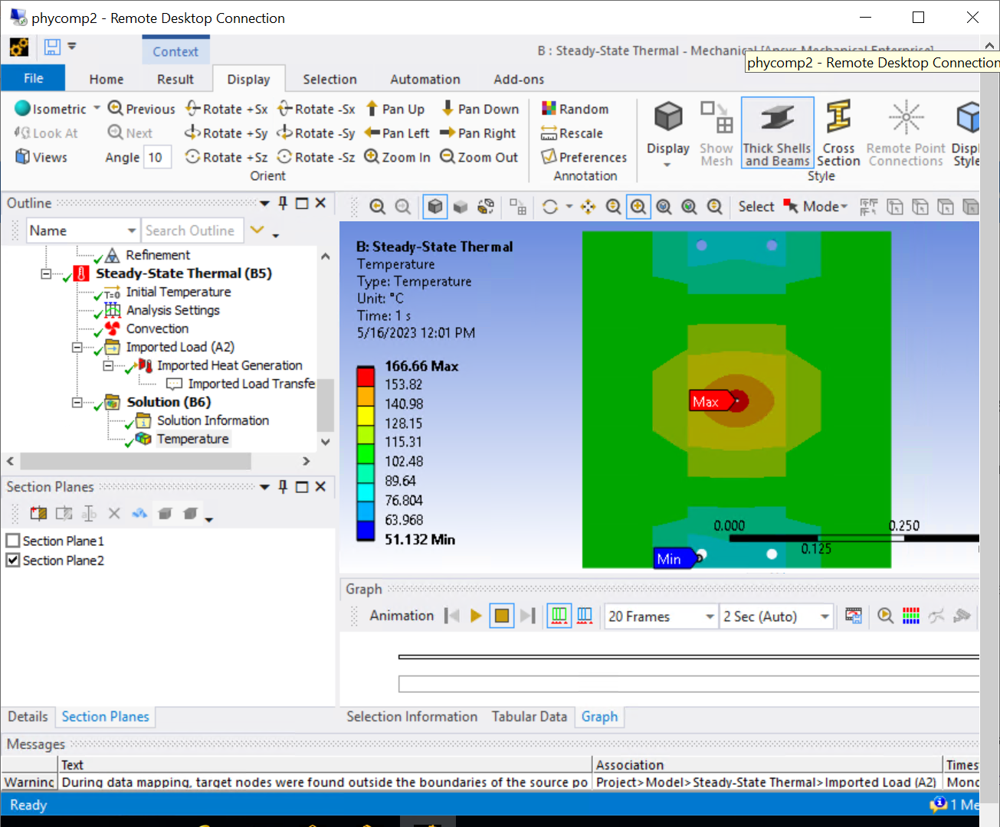 phycomp2 - Remote Desktop Connection
Context
B : Steady-State Thermal - Mechanical [Ansys Mechanical Enterprise]
phycomp2 - Remote Desktop Connection
File Home Result Display Selection Automation Add-ons
Isometric Previous Rotate +Sx Rotate -Sx Pan Up Pan Down Random
Look At Next Rotate +Sy Rotate -Sy Pan Left Pan Right Rescale
Views Angle 10 Rotate +Sz Rotate -Sz Zoom In Zoom Out Preferences
Display Show Mesh Thick Shells and Beams Cross Section Remote Point Connections Displ Style
Orient Annotation Style
Outline
Select Mode
Name Search Outline
Refinement
Steady-State Thermal (B5)
T=0 Initial Temperature
Analysis Settings
Convection
Imported Load (A2)
Imported Heat Generation
Imported Load Transfe
Solution (B6)
Solution Information
Temperature
B: Steady-State Thermal
Temperature
Type: Temperature
Unit: °C
Time: 1 s
5/16/2023 12:01 PM
166.66 Max
153.82
140.98
128.15
115.31
102.48
89.64
76.804
63.968
51.132 Min
Max
Min
0.000 0.250
0.125
Section Planes
Section Plane1
Section Plane2
Graph
Animation 20 Frames 2 Sec (Auto)
Details Section Planes
Selection Information Tabular Data Graph
Messages
Text Association Times
Warninc During data mapping, target nodes were found outside the boundaries of the source po Project>Model>Steady-State Thermal>Imported Load (A2) Mond
Ready 1 Me